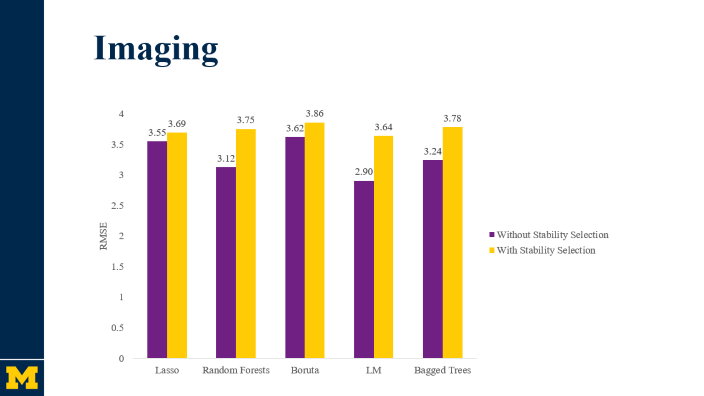 Imaging
4
3.5
3
2.5
2
1.5
1
0.5
0
RMSE
3.55
3.69
3.12
3.75
3.62
3.86
2.90
3.64
3.24
3.78
Lasso
Random Forests
Boruta
LM
Bagged Trees
Without Stability Selection
With Stability Selection
M